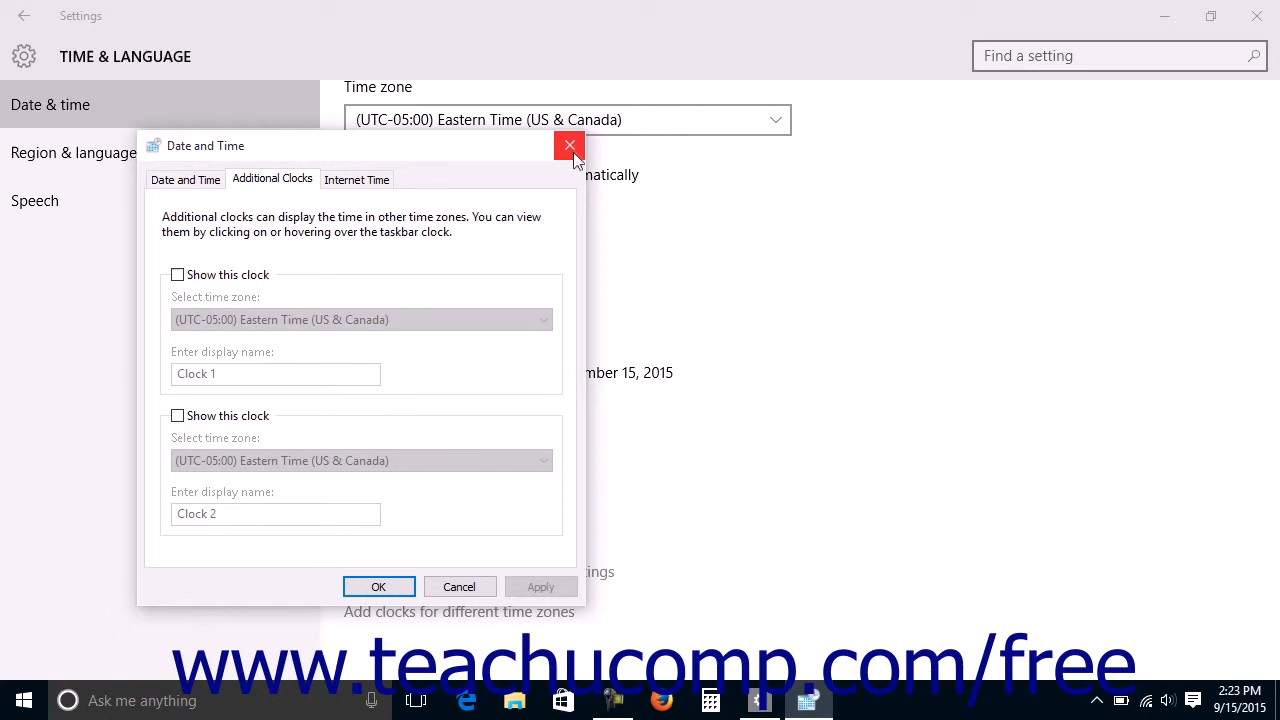 Settings
TIME & LANGUAGE
Find a setting
Date & time
Region & language
Speech
Time zone
(UTC-05:00) Eastern Time (US & Canada)
matically
mber 15, 2015
ings
Add clocks for different time zones
Date and Time
Date and Time
Additional Clocks
Internet Time
Additional clocks can display the time in other time zones. You can view
them by clicking on or hovering over the taskbar clock.
Show this clock
Select time zone:
(UTC-05:00) Eastern Time (US & Canada)
Enter display name:
Clock 1
Show this clock
Select time zone:
(UTC-05:00) Eastern Time (US & Canada)
Enter display name:
Clock 2
OK
Cancel
Apply
www.teachucomp.com/free
Ask me anything
2:23 PM
9/15/2015